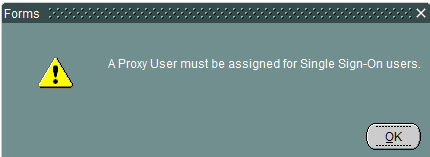 Forms
A Proxy User must be assigned for Single Sign-On users.
OK